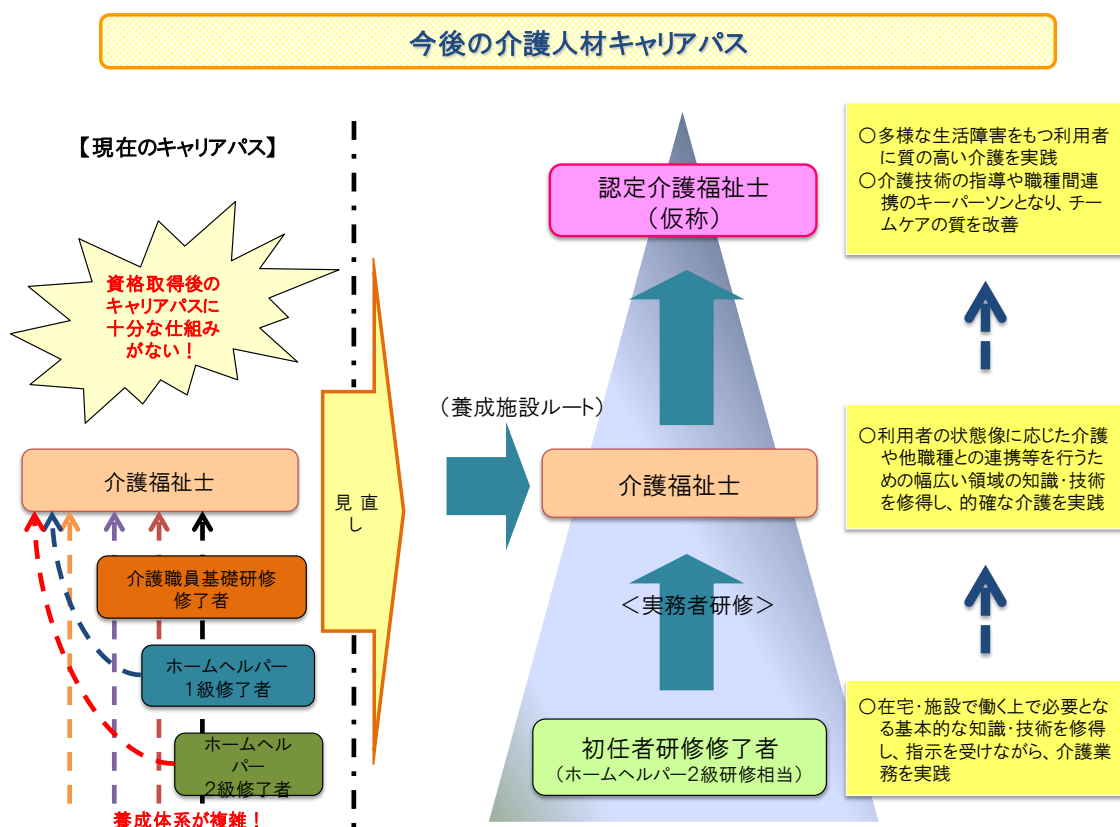 今後の介護人材キャリアパス
【現在のキャリアパス】
資格取得後の
キャリアパスに
十分な仕組み
がない！
介護福祉士
介護職員基礎研修
修了者
ホームヘルパー
1級修了者
ホームヘル
パー
2級修了者
養成体系が複雑！
見 直
し
（養成施設ルート）
認定介護福祉士
（仮称）
介護福祉士
＜実務者研修＞
初任者研修修了者
（ホームヘルパー2級研修相当）
○多様な生活障害をもつ利用者
に質の高い介護を実践
○介護技術の指導や職種間連
携のキーパーソンとなり、チー
ムケアの質を改善
○利用者の状態像に応じた介護
や他職種との連携等を行うた
めの幅広い領域の知識・技術
を修得し、的確な介護を実践
○在宅・施設で働く上で必要とな
る基本的な知識・技術を修得
し、指示を受けながら、介護業
務を実践